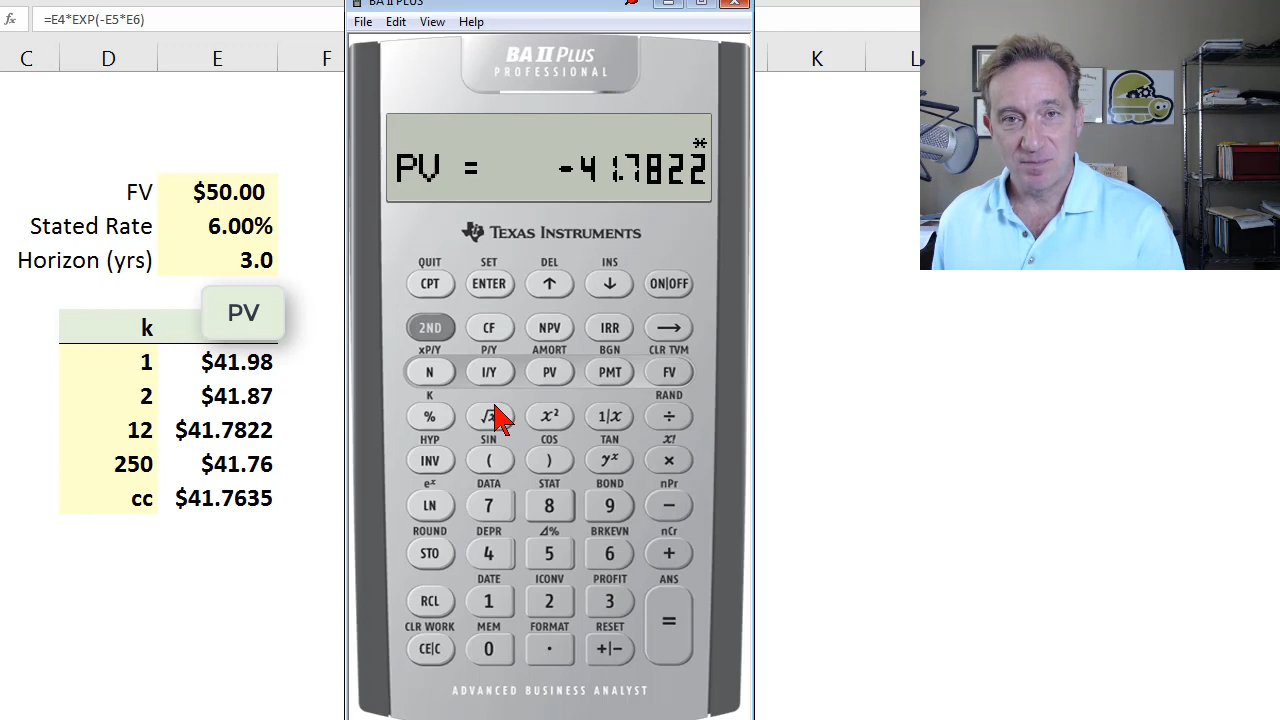 =E4*EXP(-E5*E6)
C D E F K L
FV $50.00
Stated Rate 6.00%
Horizon (yrs) 3.0
PV
k
1 $41.98
2 $41.87
12 $41.7822
250 $41.76
cc $41.7635
BA II PLUS
File Edit View Help
BA II PLUS
PROFESSIONAL
*
PV = -41.7822
TEXAS INSTRUMENTS
QUIT SET DEL INS
CPT ENTER ↑ ↓ ON|OFF
2ND CF NPV IRR →
xP/Y P/Y AMORT BGN CLR TVM
N I/Y PV PMT FV
K RAND
% √x x² 1/x ÷
HYP SIN COS TAN x!
INV ( ) yˣ ×
eˣ DATA STAT BOND nPr
LN 7 8 9 −
ROUND DEPR Δ% BRKEVN nCr
STO 4 5 6 +
DATE ICONV PROFIT ANS
RCL 1 2 3 =
CLR WORK MEM FORMAT RESET
CE|C 0 . +|−
ADVANCED BUSINESS ANALYST